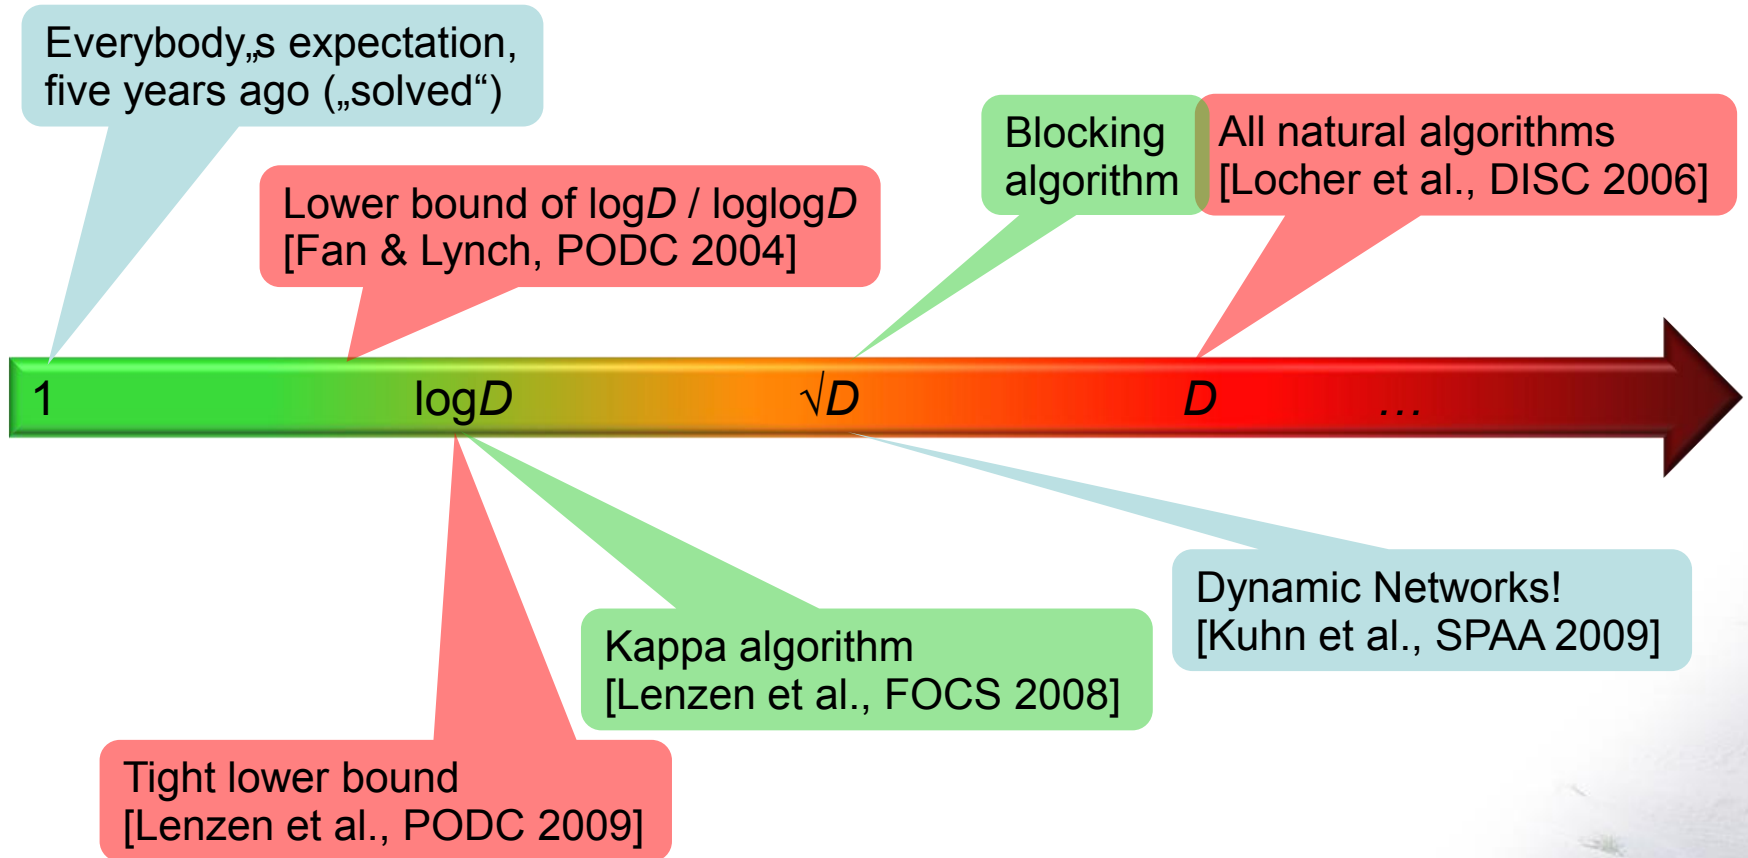 Everybody„s expectation,
five years ago („solved“)
Blocking
algorithm
All natural algorithms
[Locher et al., DISC 2006]
Lower bound of logD / loglogD
[Fan & Lynch, PODC 2004]
1 logD √D D …
Dynamic Networks!
[Kuhn et al., SPAA 2009]
Kappa algorithm
[Lenzen et al., FOCS 2008]
Tight lower bound
[Lenzen et al., PODC 2009]